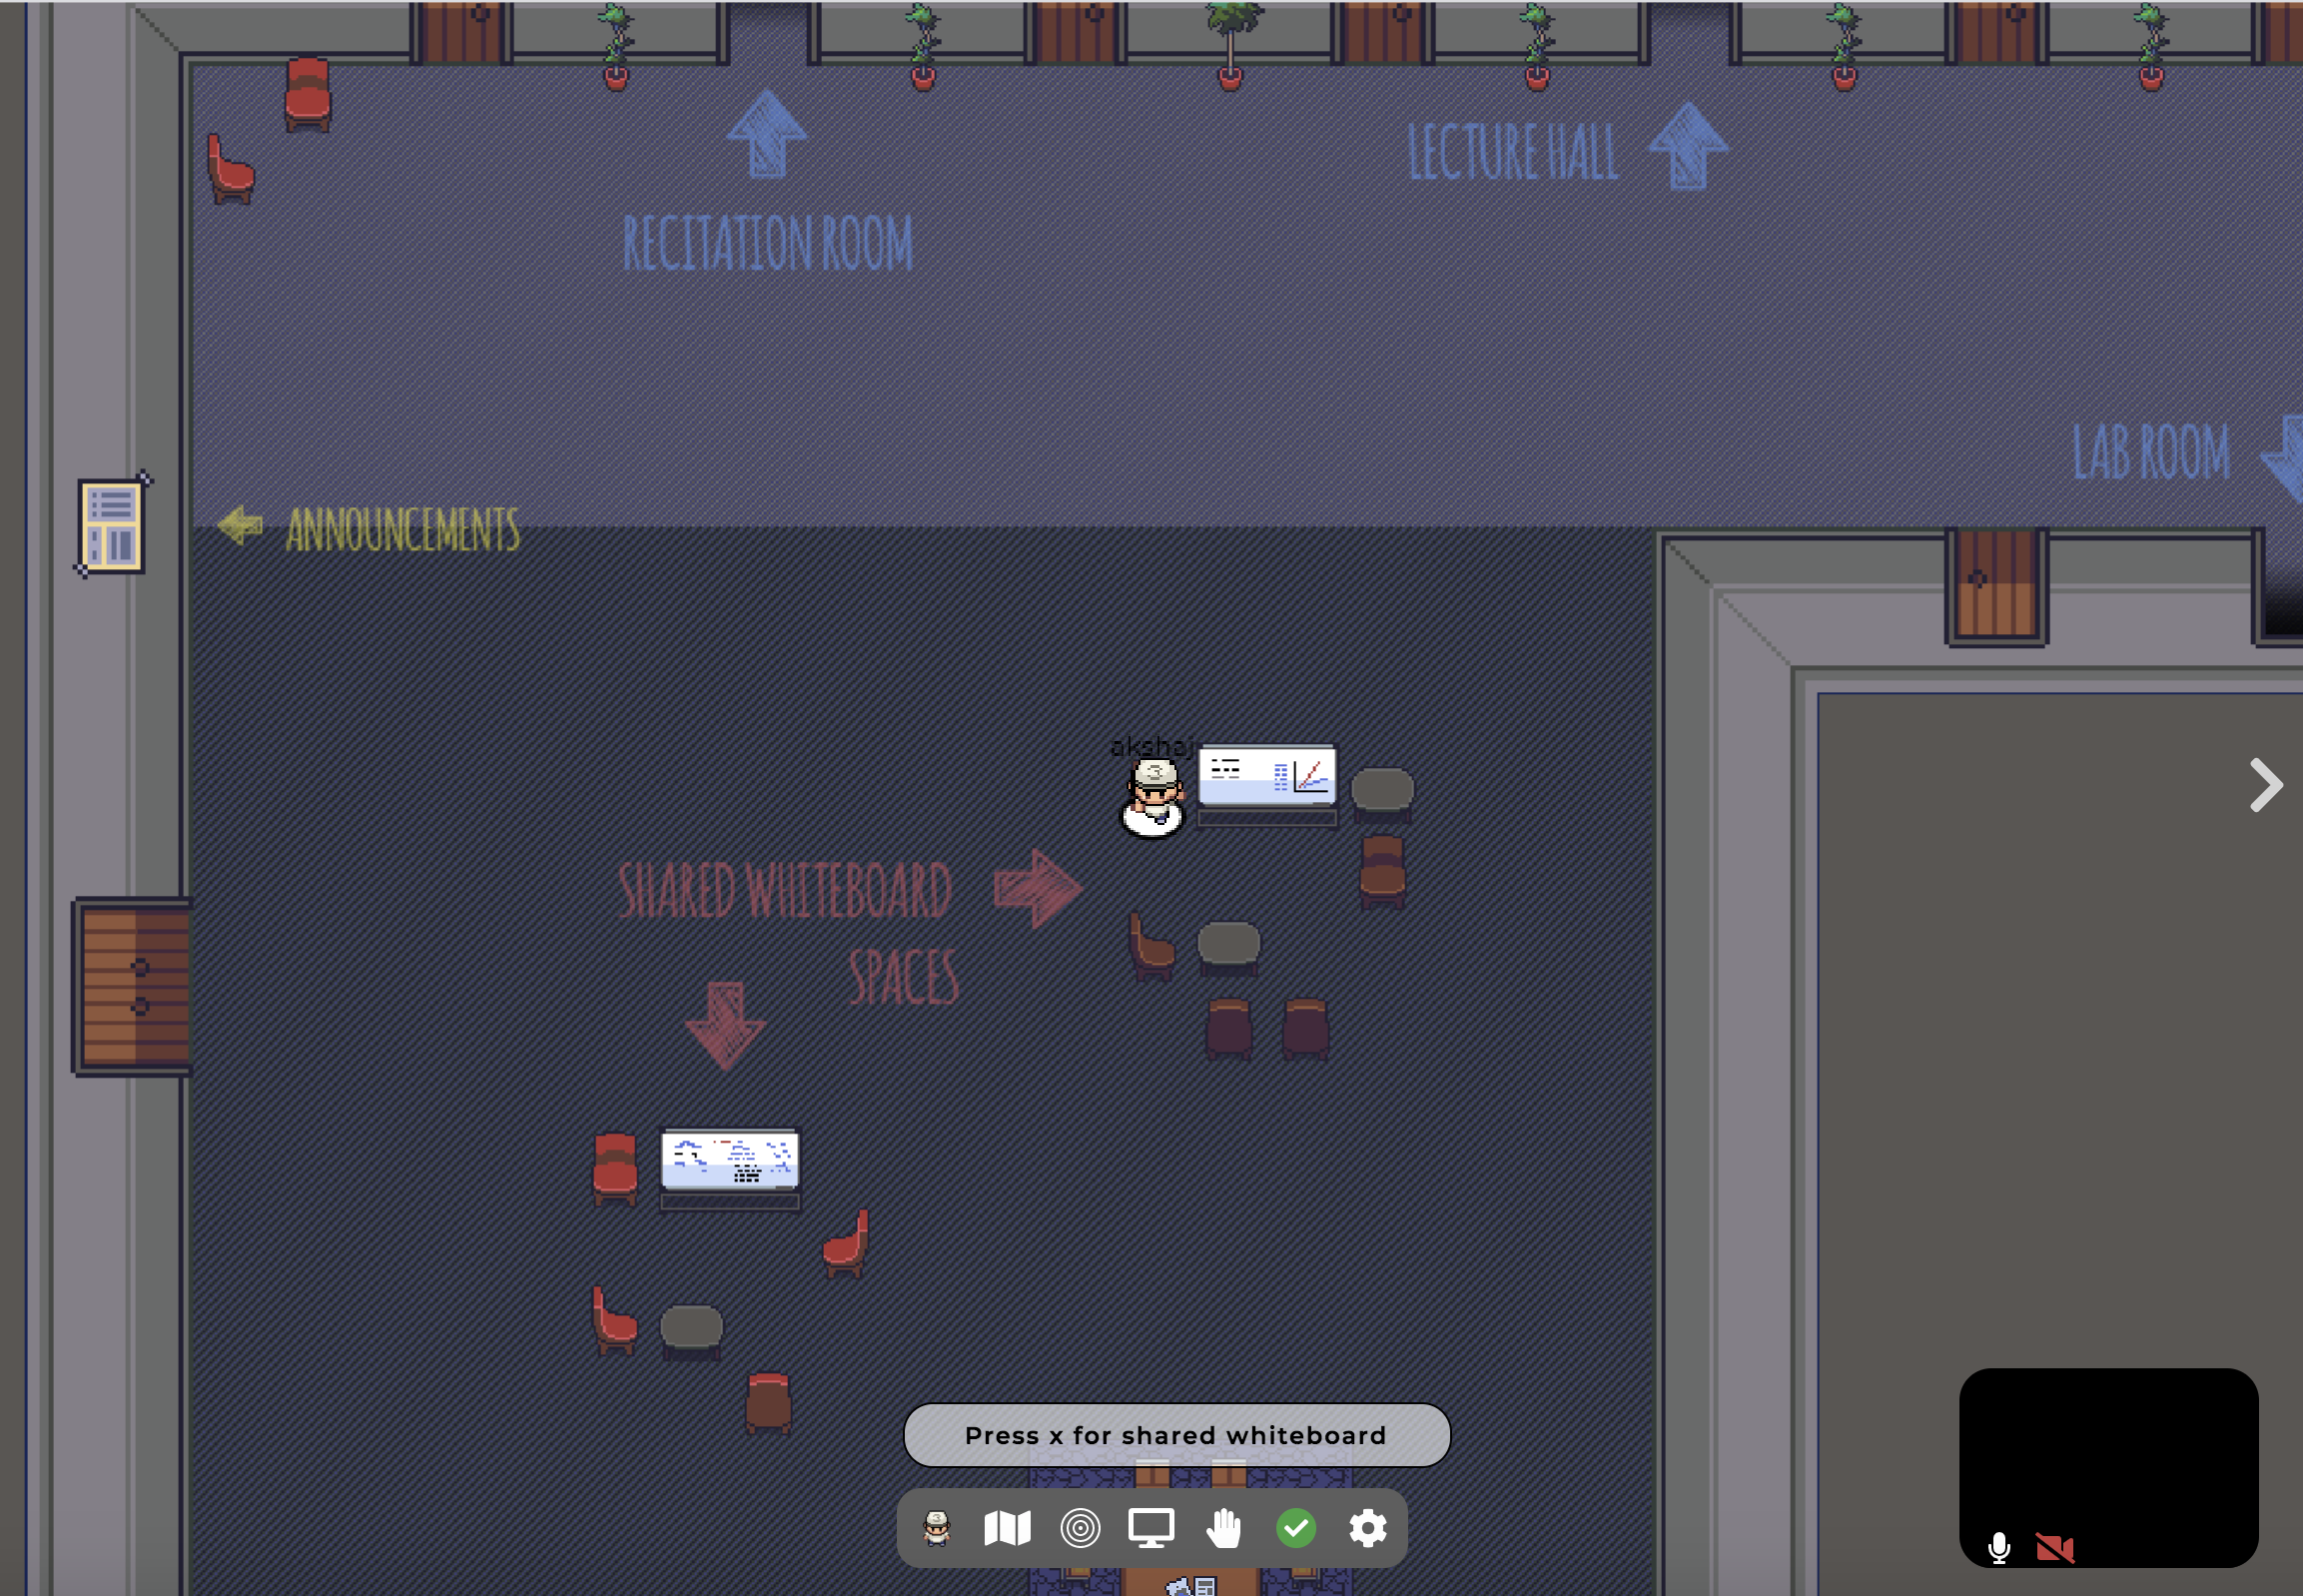 LECTURE HALL
RECITATION ROOM
LAB ROOM
ANNOUNCEMENTS
akshaj
SHARED WHITEBOARD
SPACES
Press x for shared whiteboard